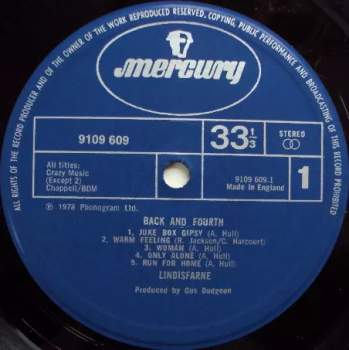 ALL RIGHTS OF THE RECORD PRODUCER AND OF THE OWNER OF THE WORK REPRODUCED RESERVED. COPYING, PUBLIC PERFORMANCE AND BROADCASTING OF THIS RECORD PROHIBITED
mercury
9109 609
33 1/3
STEREO
All titles:
Crazy Music
(Except 2)
Chappell/BDM
9109 609.1
Made in England
1
℗ 1978 Phonogram Ltd.
BACK AND FOURTH
1. JUKE BOX GIPSY (A. Hull)
2. WARM FEELING (R. Jackson/C. Harcourt)
3. WOMAN (A. Hull)
4. ONLY ALONE (A. Hull)
5. RUN FOR HOME (A. Hull)
LINDISFARNE
Produced by Gus Dudgeon